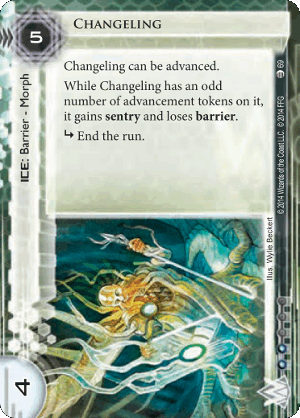 5
CHANGELING
ICE: Barrier - Morph
Changeling can be advanced.
While Changeling has an odd
number of advancement tokens on it,
it gains sentry and loses barrier.
↳ End the run.
69
© 2014 Wizards of the Coast LLC. © 2014 FFG
Illus. Wylie Beckert
4